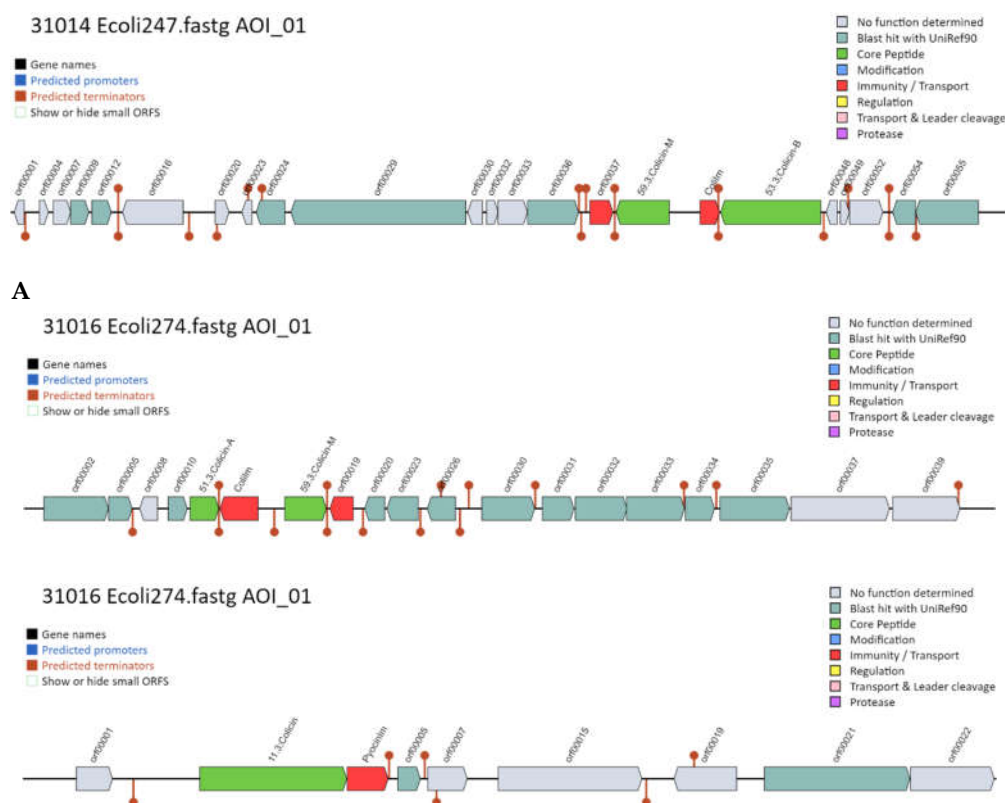 31014 Ecoli247.fastg AOI_01
Gene names
Predicted promoters
Predicted terminators
Show or hide small ORFS
No function determined
Blast hit with UniRef90
Core Peptide
Modification
Immunity / Transport
Regulation
Transport & Leader cleavage
Protease
orf00001 orf00004 orf00007 orf00009 orf00012 orf00016 orf00020 orf00023 orf00024 orf00029 orf00030 orf00032 orf00033 orf00036 orf00037 59.3;Colicin-M ColiIm 53.3;Colicin-B orf00048 orf00049 orf00052 orf00054 orf00055
A
31016 Ecoli274.fastg AOI_01
Gene names
Predicted promoters
Predicted terminators
Show or hide small ORFS
No function determined
Blast hit with UniRef90
Core Peptide
Modification
Immunity / Transport
Regulation
Transport & Leader cleavage
Protease
orf00002 orf00005 orf00008 orf00010 51.3;Colicin-A ColiIm 59.3;Colicin-M orf00019 orf00020 orf00023 orf00026 orf00030 orf00031 orf00032 orf00033 orf00034 orf00035 orf00037 orf00039
31016 Ecoli274.fastg AOI_01
Gene names
Predicted promoters
Predicted terminators
Show or hide small ORFS
No function determined
Blast hit with UniRef90
Core Peptide
Modification
Immunity / Transport
Regulation
Transport & Leader cleavage
Protease
orf00001 11.3;Colicin PyocinIm orf00005 orf00007 orf00015 orf00019 orf00021 orf00022